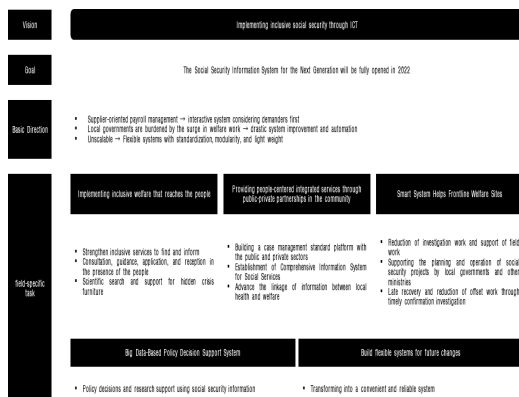 Vision
Implementing inclusive social security through ICT
Goal
The Social Security Information System for the Next Generation will be fully opened in 2022
Basic Direction
• Supplier-oriented payroll management → interactive system considering demanders first
• Local governments are burdened by the surge in welfare work → drastic system improvement and automation
• Unscalable → Flexible systems with standardization, modularity, and light weight
field-specific
task
Implementing inclusive welfare that reaches the people
• Strengthen inclusive services to find and inform
• Consultation, guidance, application, and reception in
the presence of the people
• Scientific search and support for hidden crisis
furniture
Providing people-centered integrated services through
public-private partnerships in the community
• Building a case management standard platform with
the public and private sectors
• Establishment of Comprehensive Information System
for Social Services
• Advance the linkage of information between local
health and welfare
Smart System Helps Frontline Welfare Sites
• Reduction of investigation work and support of field
work
• Supporting the planning and operation of social
security projects by local governments and other
ministries
• Late recovery and reduction of offset work through
timely confirmation investigation
Big Data-Based Policy Decision Support System
• Policy decisions and research support using social security information
Build flexible systems for future changes
• Transforming into a convenient and reliable system